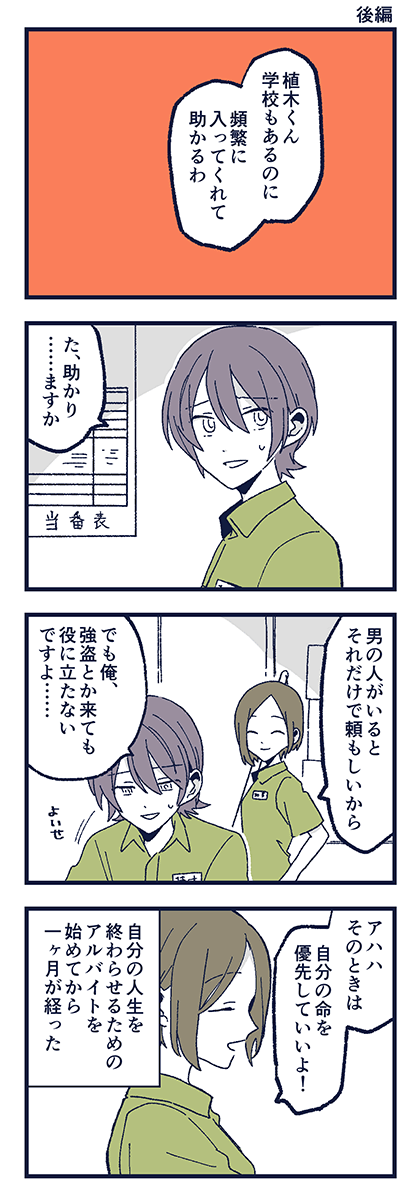 後編
植木くん
学校もあるのに
頻繁に
入ってくれて
助かるわ
た、助かり
……ますか
当番表
男の人がいると
それだけで頼もしいから
でも俺、
強盗とか来ても
役に立たない
ですよ……
よいせ
アハハ
そのときは
自分の命を
優先していいよ!
自分の人生を
終わらせるための
アルバイトを
始めてから
一ヶ月が経った